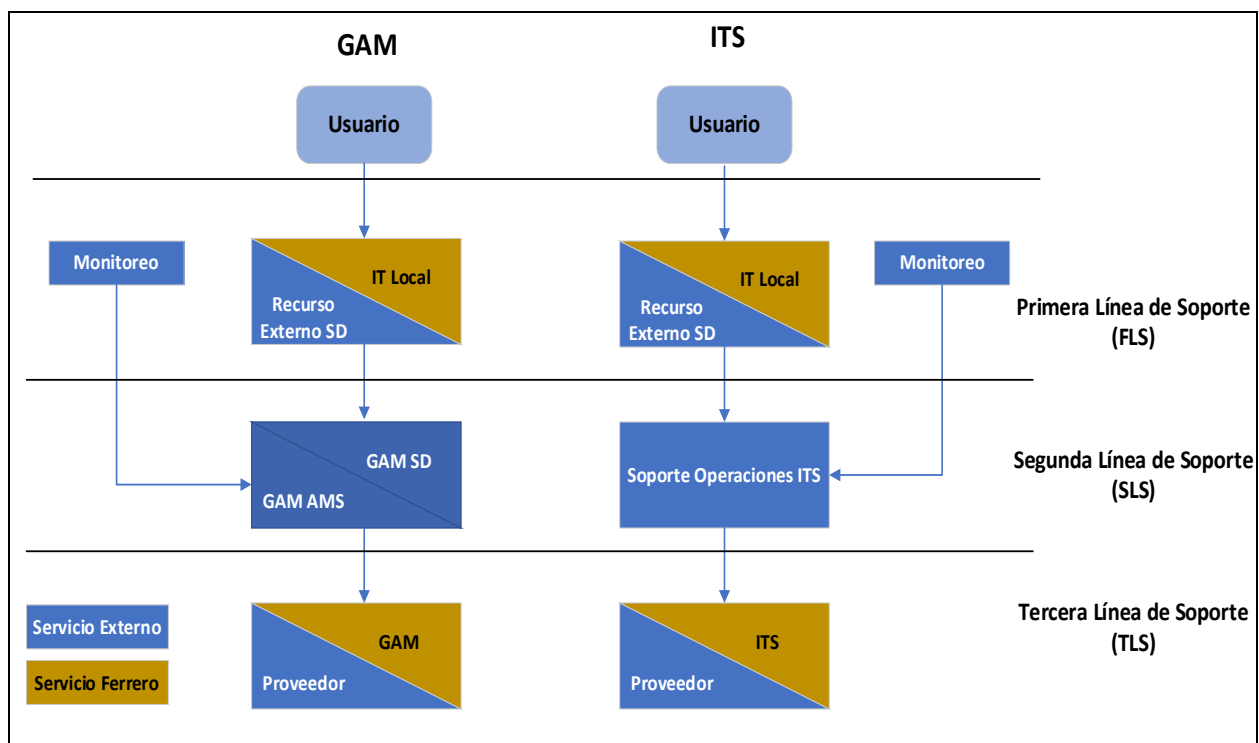 GAM
ITS
Usuario
Usuario
Monitoreo
IT Local
Recurso
Externo SD
IT Local
Recurso
Externo SD
Monitoreo
Primera Línea de Soporte
(FLS)
GAM SD
GAM AMS
Soporte Operaciones ITS
Segunda Línea de Soporte
(SLS)
GAM
Proveedor
ITS
Proveedor
Tercera Línea de Soporte
(TLS)
Servicio Externo
Servicio Ferrero